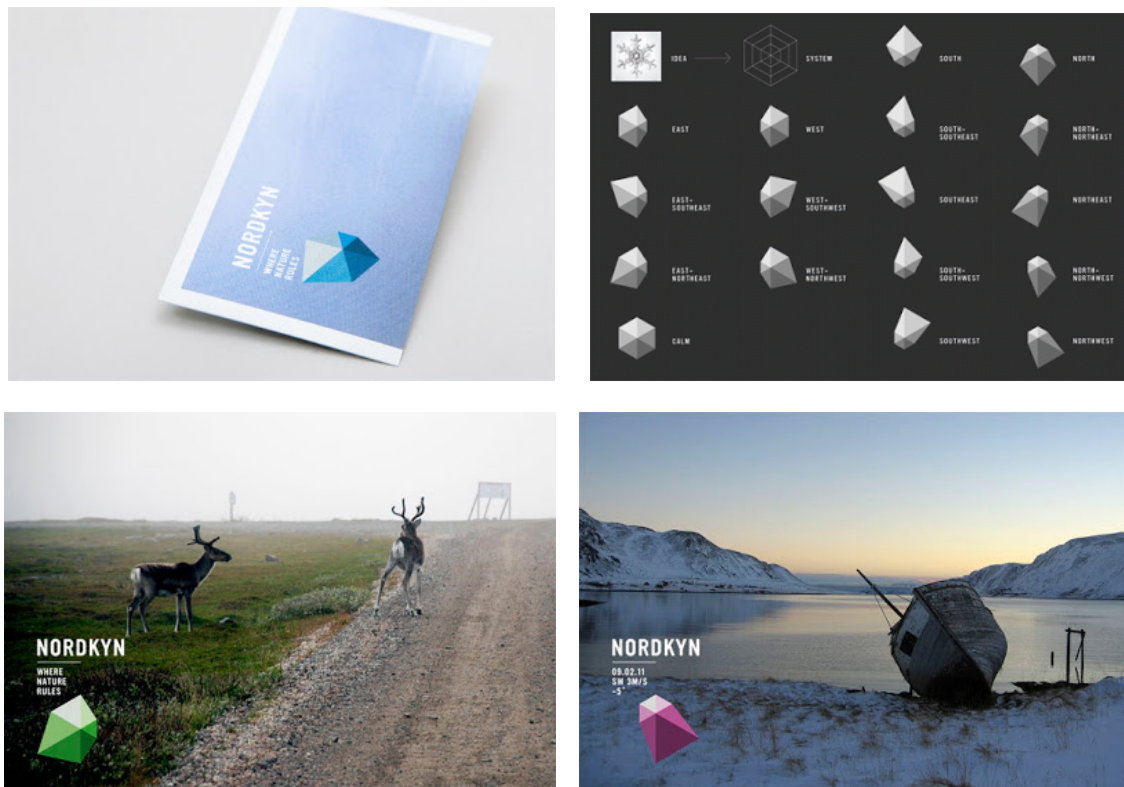 NORDKYN
WHERE
NATURE
RULES
IDEA
SYSTEM
SOUTH
NORTH
EAST
WEST
SOUTH-
SOUTHEAST
NORTH-
NORTHEAST
EAST-
SOUTHEAST
WEST-
SOUTHWEST
SOUTHEAST
NORTHEAST
EAST-
NORTHEAST
WEST-
NORTHWEST
SOUTH-
SOUTHWEST
NORTH-
NORTHWEST
CALM
SOUTHWEST
NORTHWEST
NORDKYN
WHERE
NATURE
RULES
NORDKYN
09.02.11
SW 3M/S
-5°